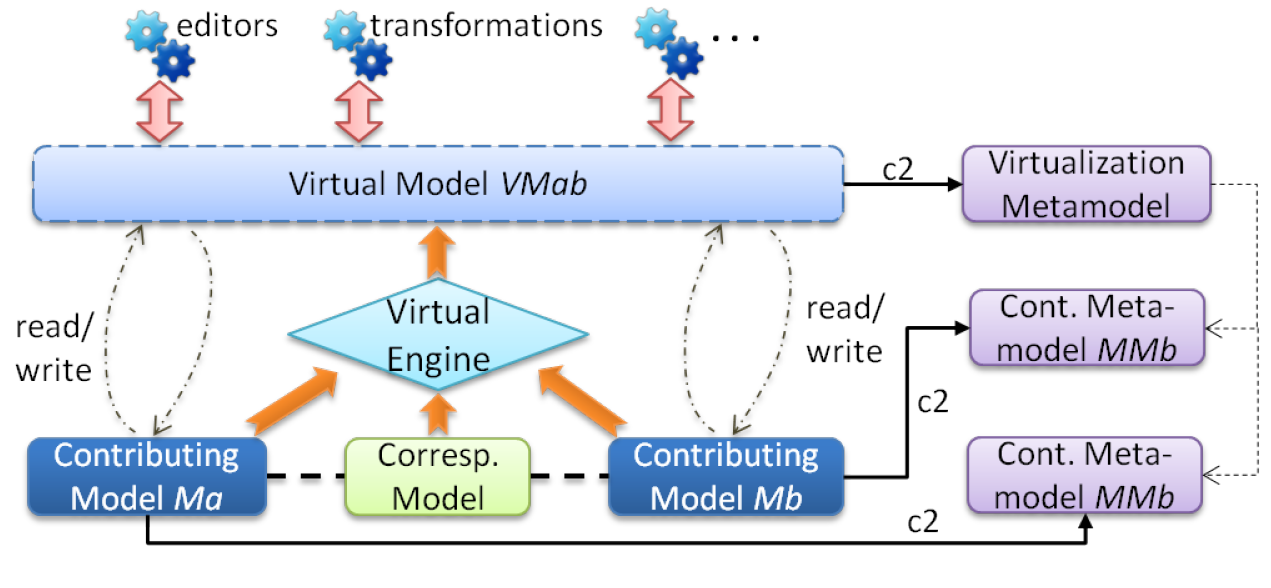 editors
transformations
...
Virtual Model VMab
c2
Virtualization
Metamodel
read/
write
Virtual
Engine
read/
write
Cont. Meta-
model MMb
c2
Contributing
Model Ma
Corresp.
Model
Contributing
Model Mb
Cont. Meta-
model MMb
c2